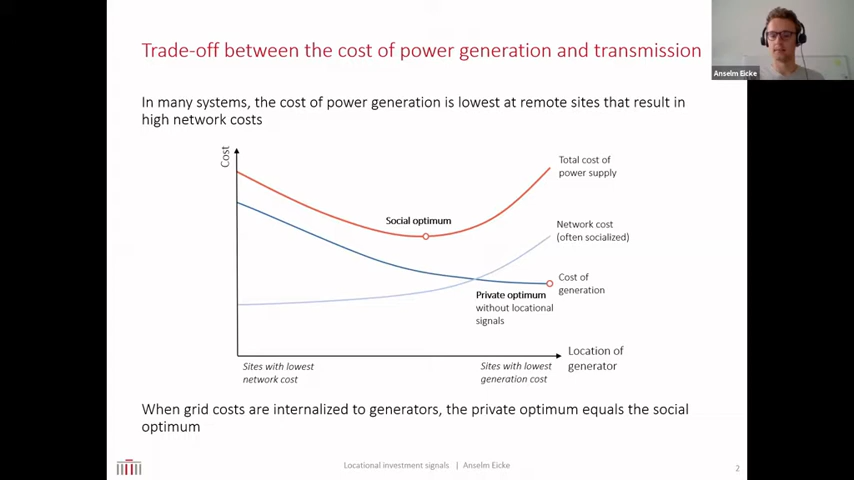 Trade-off between the cost of power generation and transmission
Anselm Eicke
In many systems, the cost of power generation is lowest at remote sites that result in
high network costs
Cost
Total cost of
power supply
Social optimum
Network cost
(often socialized)
Cost of
generation
Private optimum
without locational
signals
Location of
generator
Sites with lowest
network cost
Sites with lowest
generation cost
When grid costs are internalized to generators, the private optimum equals the social
optimum
Locational investment signals | Anselm Eicke
2